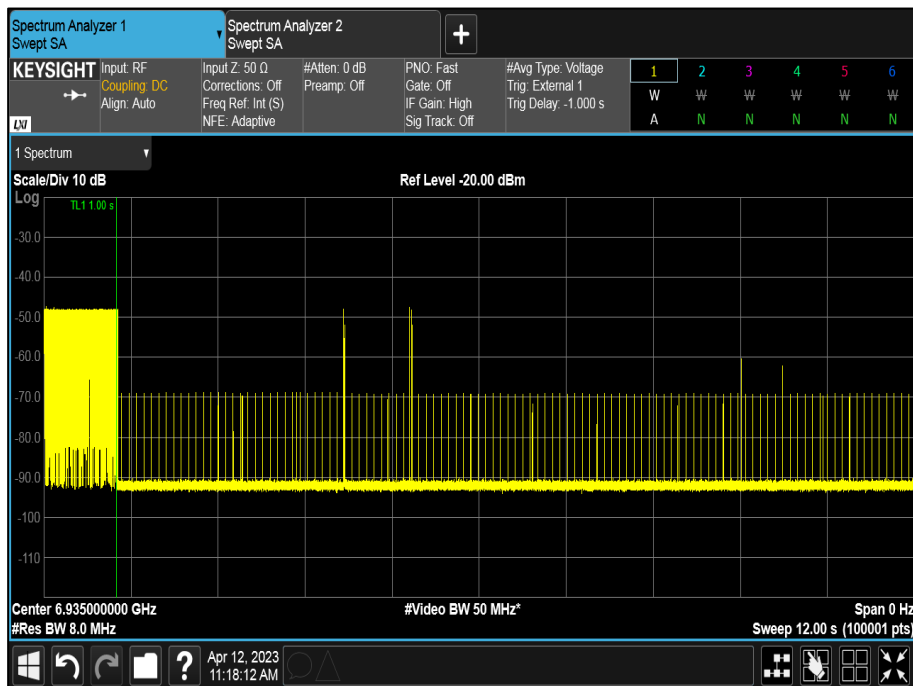 Spectrum Analyzer 1
Swept SA
Spectrum Analyzer 2
Swept SA
KEYSIGHT
LXI
Input: RF
Coupling: DC
Align: Auto
Input Z: 50 Ω
Corrections: Off
Freq Ref: Int (S)
NFE: Adaptive
#Atten: 0 dB
Preamp: Off
PNO: Fast
Gate: Off
IF Gain: High
Sig Track: Off
#Avg Type: Voltage
Trig: External 1
Trig Delay: -1.000 s
1 2 3 4 5 6
W W W W W W
A N N N N N
1 Spectrum
Scale/Div 10 dB
Ref Level -20.00 dBm
Log
TL1 1.00 s
-30.0
-40.0
-50.0
-60.0
-70.0
-80.0
-90.0
-100
-110
Center 6.935000000 GHz
#Video BW 50 MHz*
Span 0 Hz
#Res BW 8.0 MHz
Sweep 12.00 s (100001 pts)
?
Apr 12, 2023
11:18:12 AM